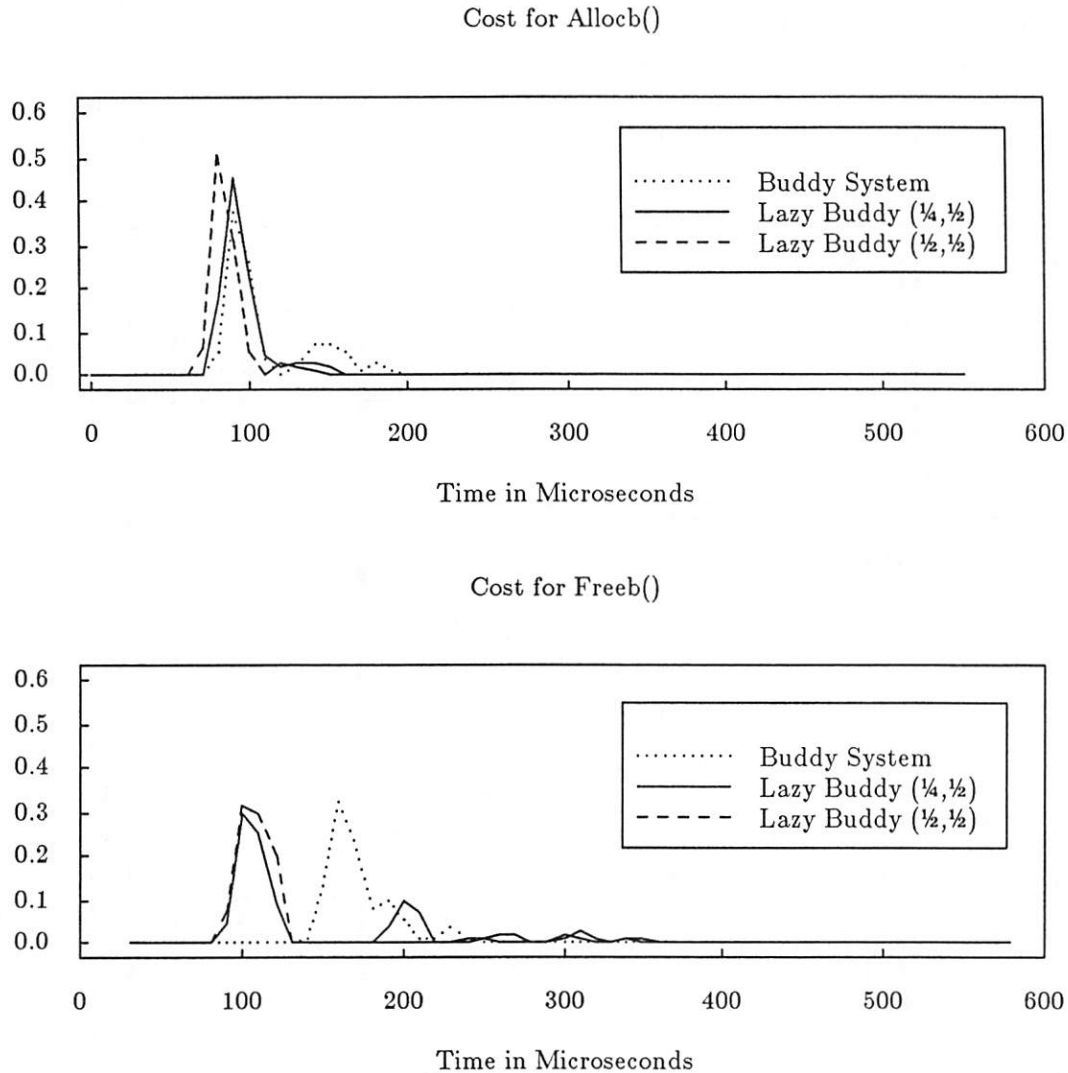 Cost for Allocb()
0.6
0.5
0.4
0.3
0.2
0.1
0.0
Buddy System
Lazy Buddy (¼,½)
Lazy Buddy (½,½)
0 100 200 300 400 500 600
Time in Microseconds
Cost for Freeb()
0.6
0.5
0.4
0.3
0.2
0.1
0.0
Buddy System
Lazy Buddy (¼,½)
Lazy Buddy (½,½)
0 100 200 300 400 500 600
Time in Microseconds